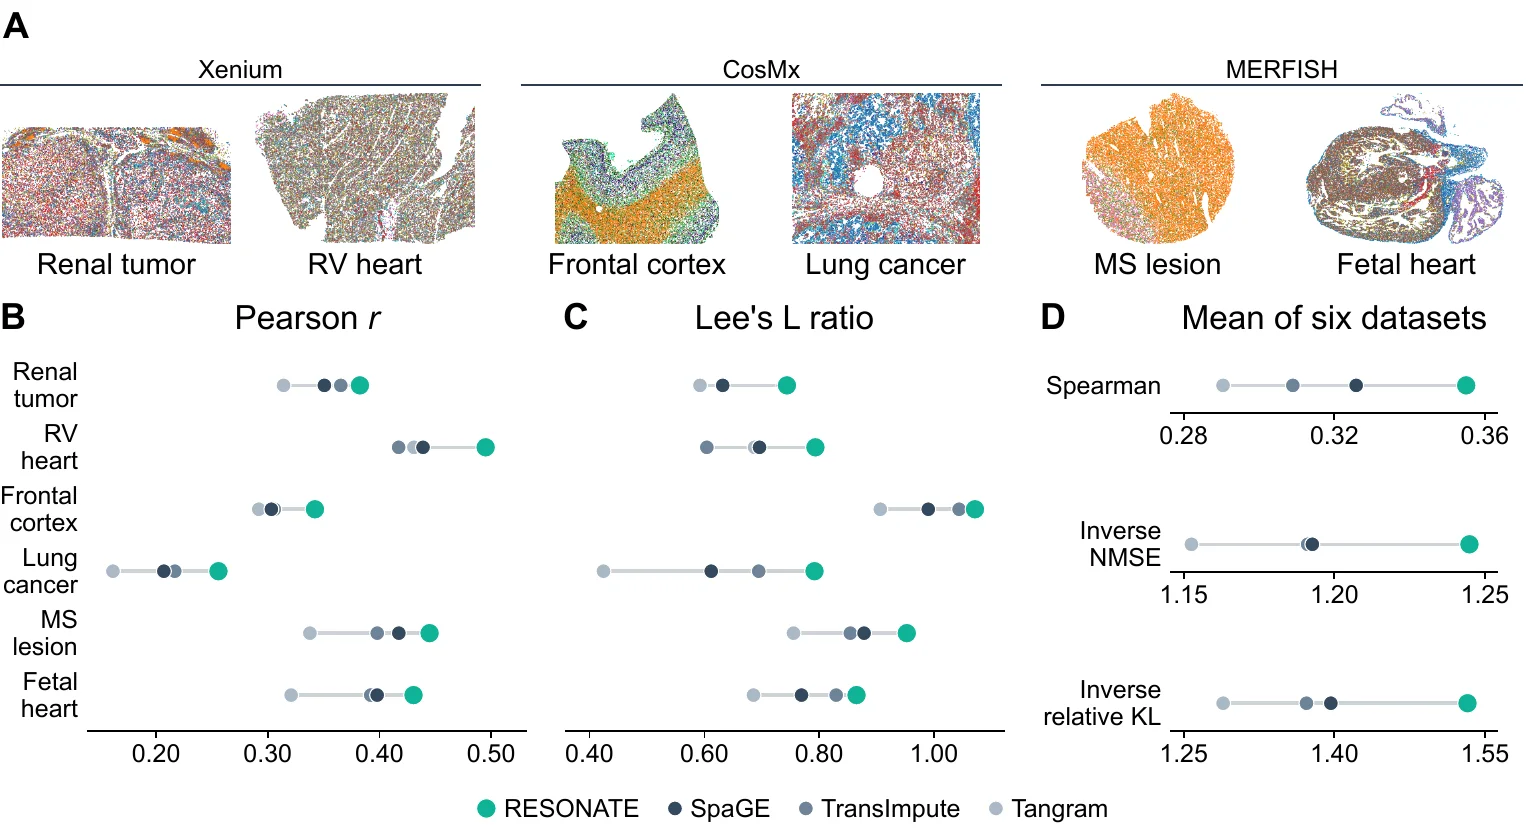 A
Xenium
CosMx
MERFISH
Renal tumor
RV heart
Frontal cortex
Lung cancer
MS lesion
Fetal heart
B
Pearson r
Renal
tumor
RV
heart
Frontal
cortex
Lung
cancer
MS
lesion
Fetal
heart
0.20
0.30
0.40
0.50
C
Lee's L ratio
0.40
0.60
0.80
1.00
D
Mean of six datasets
Spearman
0.28
0.32
0.36
Inverse
NMSE
1.15
1.20
1.25
Inverse
relative KL
1.25
1.40
1.55
RESONATE
SpaGE
TransImpute
Tangram